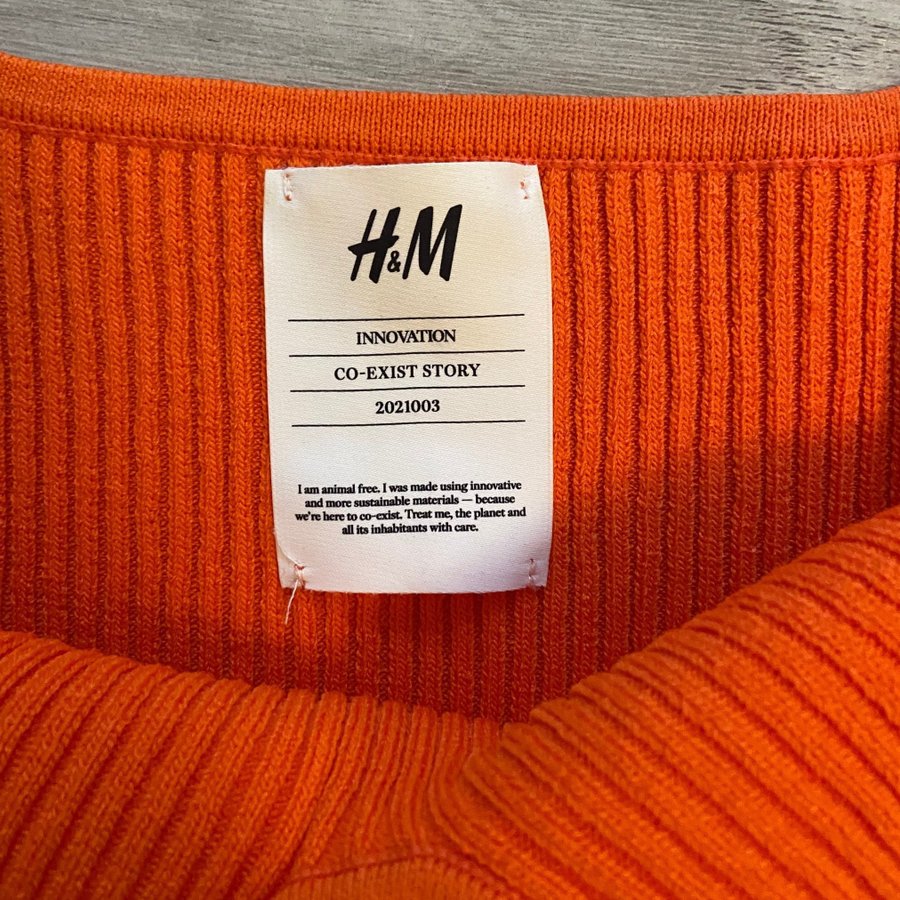 H&M
INNOVATION
CO-EXIST STORY
2021003
I am animal free. I was made using innovative
and more sustainable materials — because
we're here to co-exist. Treat me, the planet and
all its inhabitants with care.